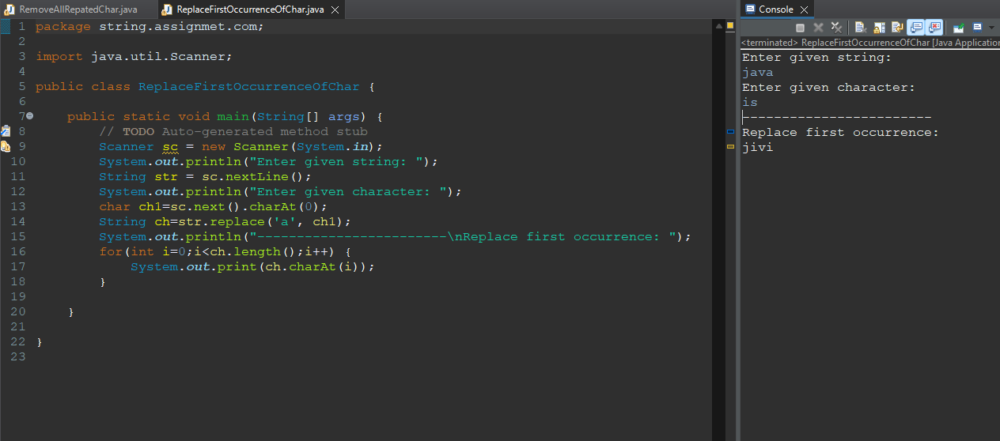 RemoveAllRepatedChar.java
ReplaceFirstOccurrenceOfChar.java
1 package string.assignmet.com;
2
3 import java.util.Scanner;
4
5 public class ReplaceFirstOccurrenceOfChar {
6
7 public static void main(String[] args) {
8 // TODO Auto-generated method stub
9 Scanner sc = new Scanner(System.in);
10 System.out.println("Enter given string: ");
11 String str = sc.nextLine();
12 System.out.println("Enter given character: ");
13 char ch1=sc.next().charAt(0);
14 String ch=str.replace('a', ch1);
15 System.out.println("------------------------\nReplace first occurrence: ");
16 for(int i=0;i<ch.length();i++) {
17 System.out.print(ch.charAt(i));
18 }
19
20 }
21
22 }
23
Console
<terminated> ReplaceFirstOccurrenceOfChar [Java Application
Enter given string:
java
Enter given character:
is
------------------------
Replace first occurrence:
jivi